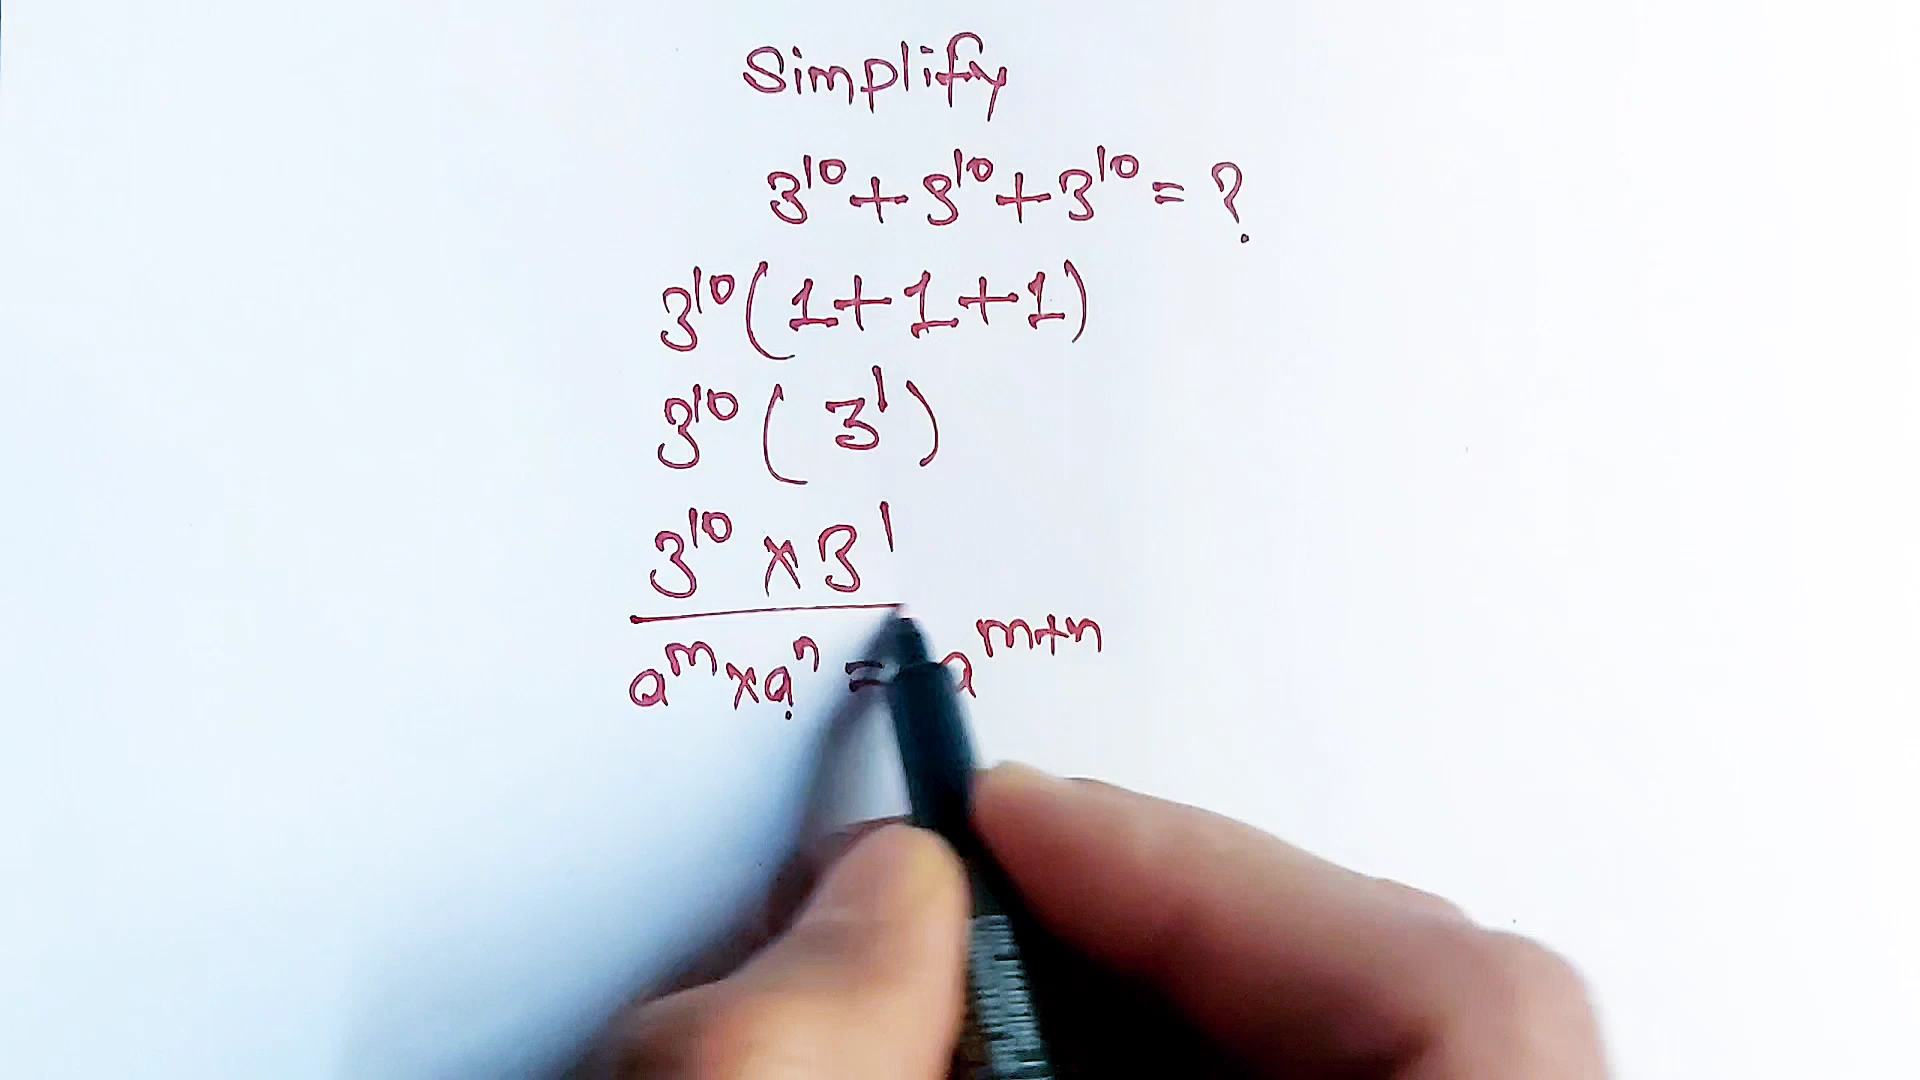 Simplify
3¹⁰+3¹⁰+3¹⁰= ?
3¹⁰(1+1+1)
3¹⁰(3¹)
3¹⁰×3¹
aᵐ×aⁿ = aᵐ⁺ⁿ